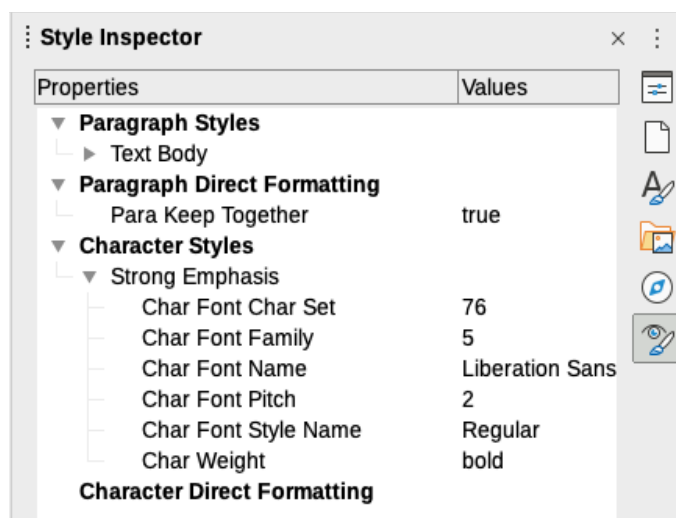 Style Inspector
Properties Values
Paragraph Styles
Text Body
Paragraph Direct Formatting
Para Keep Together true
Character Styles
Strong Emphasis
Char Font Char Set 76
Char Font Family 5
Char Font Name Liberation Sans
Char Font Pitch 2
Char Font Style Name Regular
Char Weight bold
Character Direct Formatting